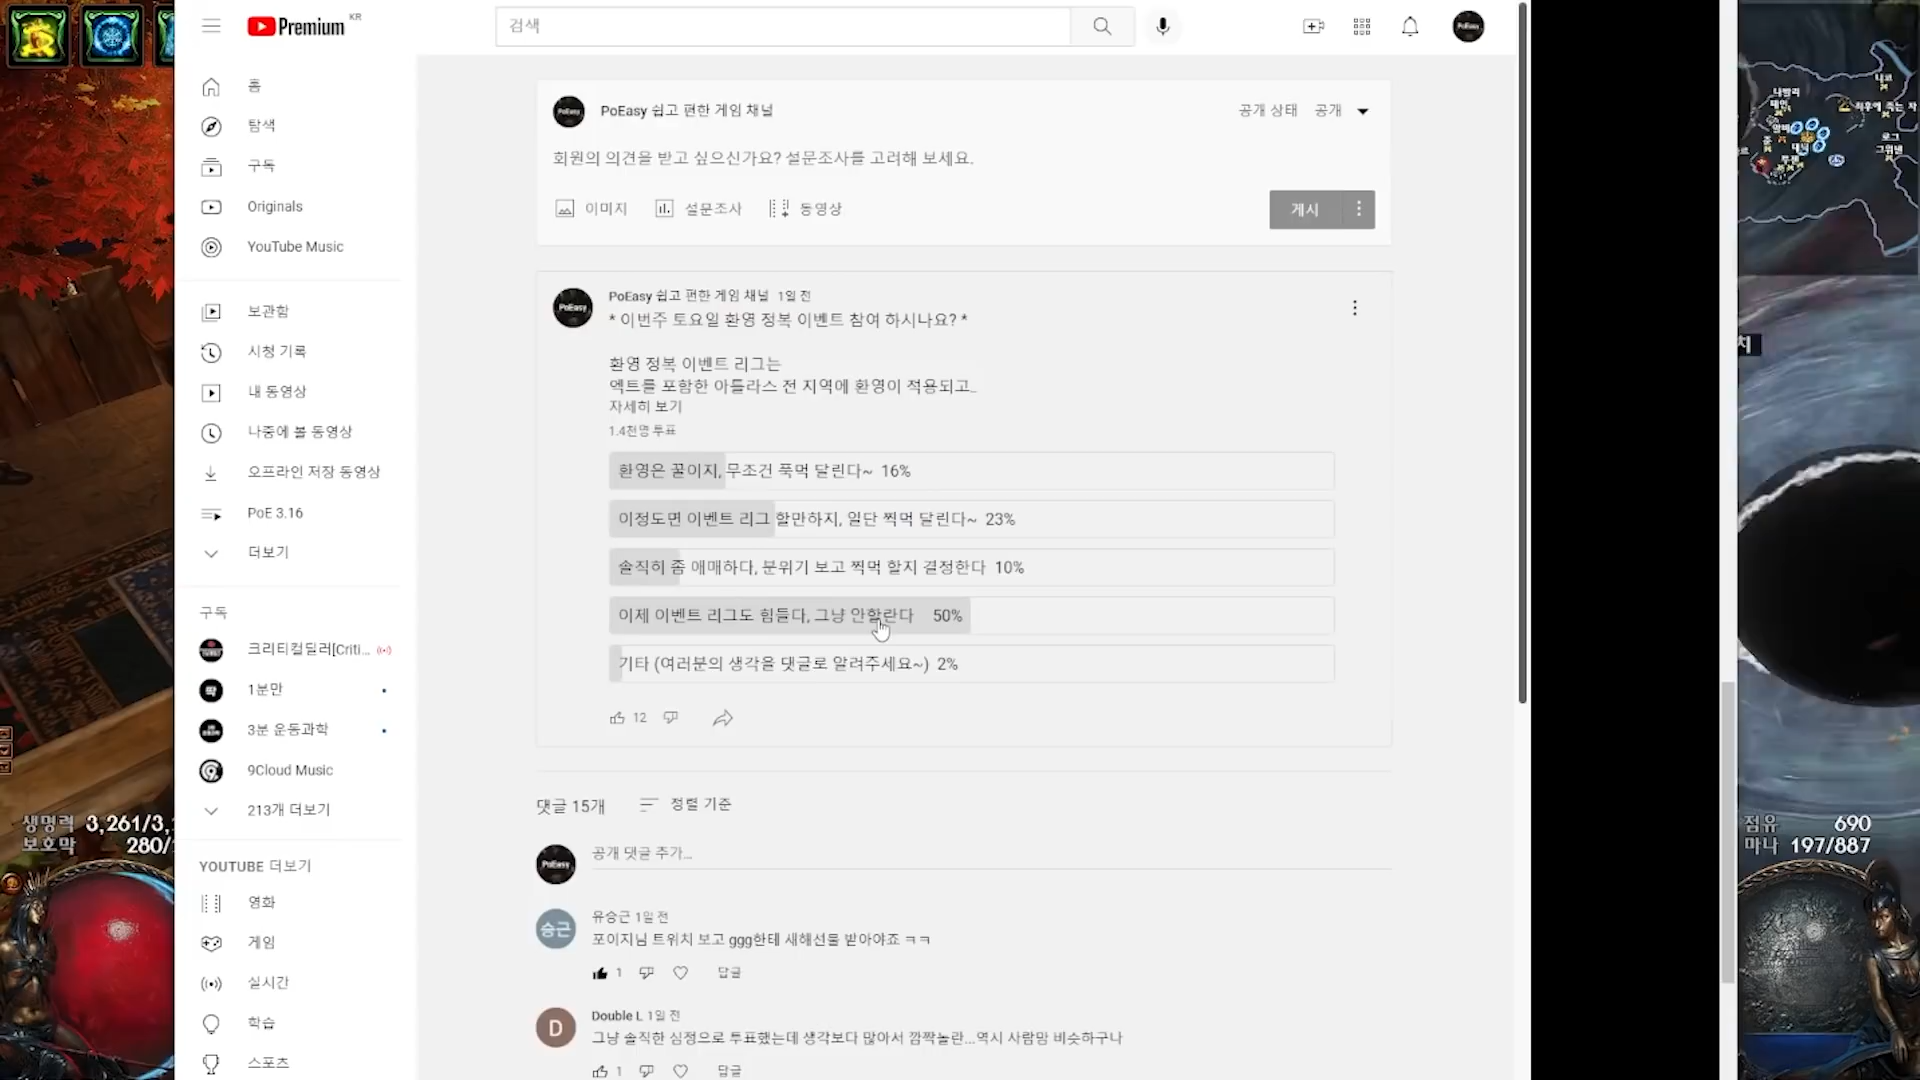 Premium KR
검색
홈
탐색
구독
Originals
YouTube Music
보관함
시청 기록
내 동영상
나중에 볼 동영상
오프라인 저장 동영상
PoE 3.16
더보기
구독
크리티컬딜러[Criti...
1분만
3분 운동과학
9Cloud Music
213개 더보기
YOUTUBE 더보기
영화
게임
실시간
학습
스포츠
PoEasy 쉽고 편한 게임 채널
공개 상태 공개
회원의 의견을 받고 싶으신가요? 설문조사를 고려해 보세요.
이미지 설문조사 동영상
게시
PoEasy 쉽고 편한 게임 채널 1일 전
* 이번주 토요일 환영 정복 이벤트 참여 하시나요? *
환영 정복 이벤트 리그는
엑트를 포함한 아틀라스 전 지역에 환영이 적용되고...
자세히 보기
1.4천명 투표
환영은 꿀이지, 무조건 푹먹 달린다~ 16%
이정도면 이벤트 리그 할만하지, 일단 찍먹 달린다~ 23%
솔직히 좀 애매하다, 분위기 보고 찍먹 할지 결정한다 10%
이제 이벤트 리그도 힘들다, 그냥 안할란다 50%
기타 (여러분의 생각을 댓글로 알려주세요~) 2%
12
댓글 15개 정렬 기준
공개 댓글 추가...
승근
유승근 1일 전
포이지님 트위치 보고 ggg한테 새해선물 받아야죠 ㅋㅋ
1 답글
D
Double L 1일 전
그냥 솔직한 심정으로 투표했는데 생각보다 많아서 깜짝놀란...역시 사람맘 비슷하구나
1 답글
생명력 3,261/3,
보호막 280/
점유 690
마나 197/887
나발리
로그